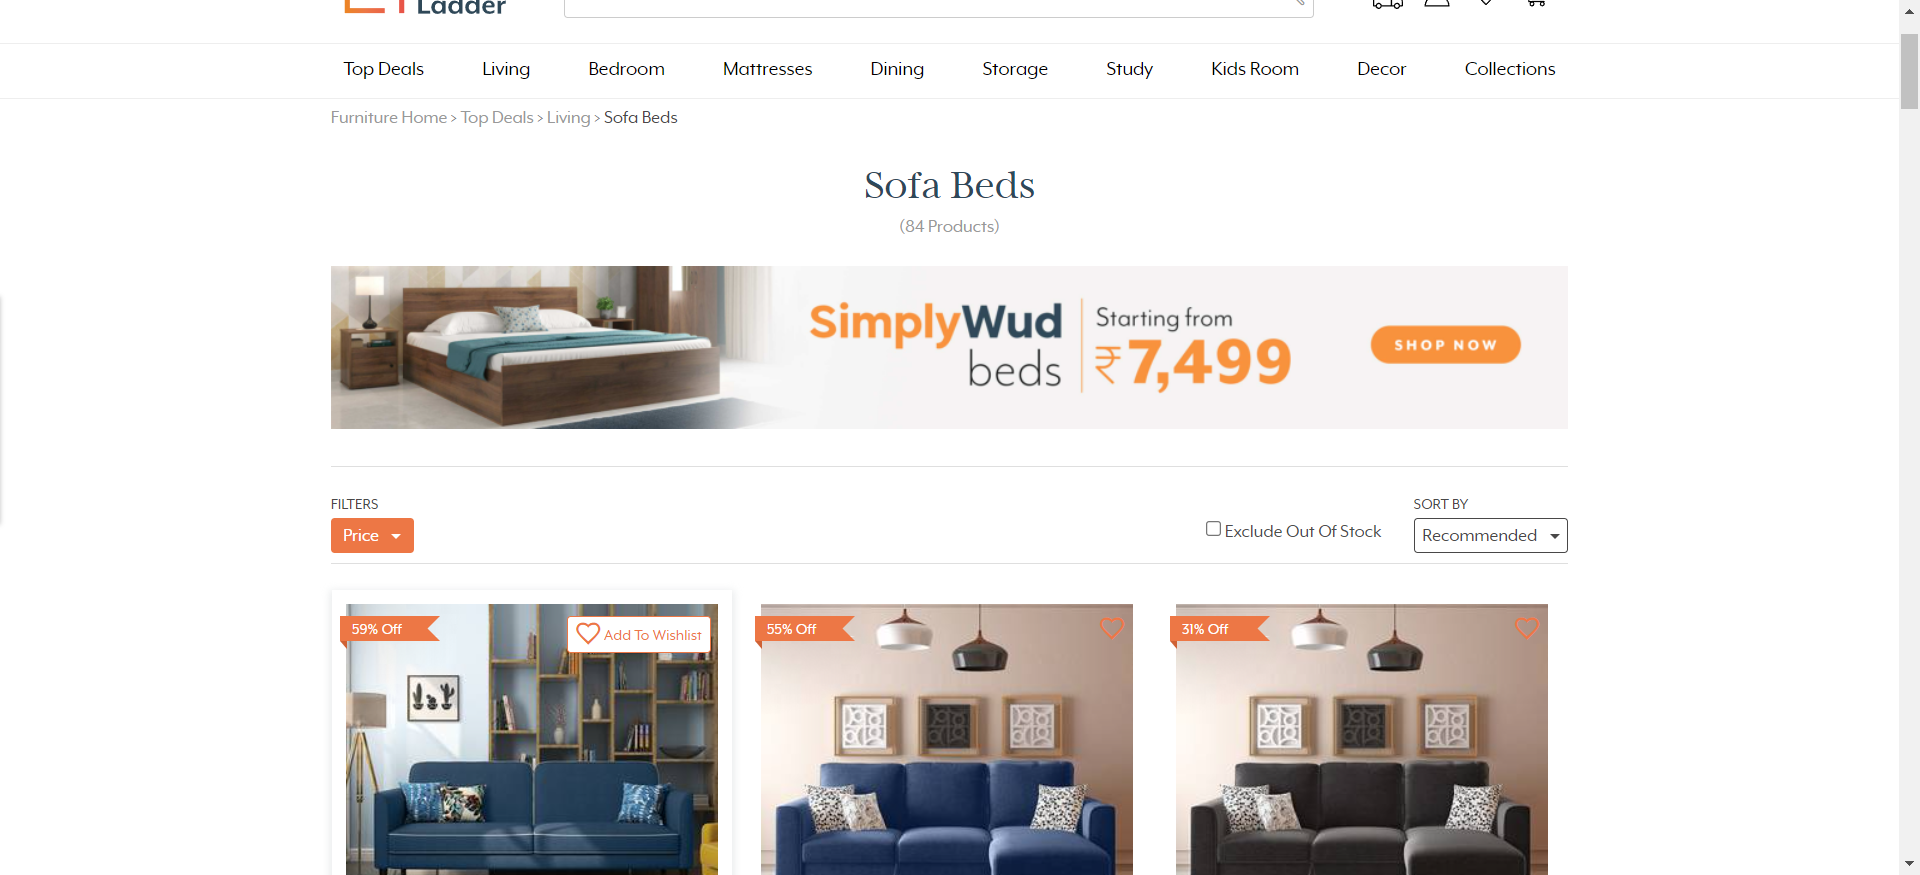 Ladder
Top Deals Living Bedroom Mattresses Dining Storage Study Kids Room Decor Collections
Furniture Home > Top Deals > Living > Sofa Beds
Sofa Beds
(84 Products)
SimplyWud
beds
Starting from
₹7,499
SHOP NOW
FILTERS
Price
Exclude Out Of Stock
SORT BY
Recommended
59% Off
Add To Wishlist
55% Off
31% Off